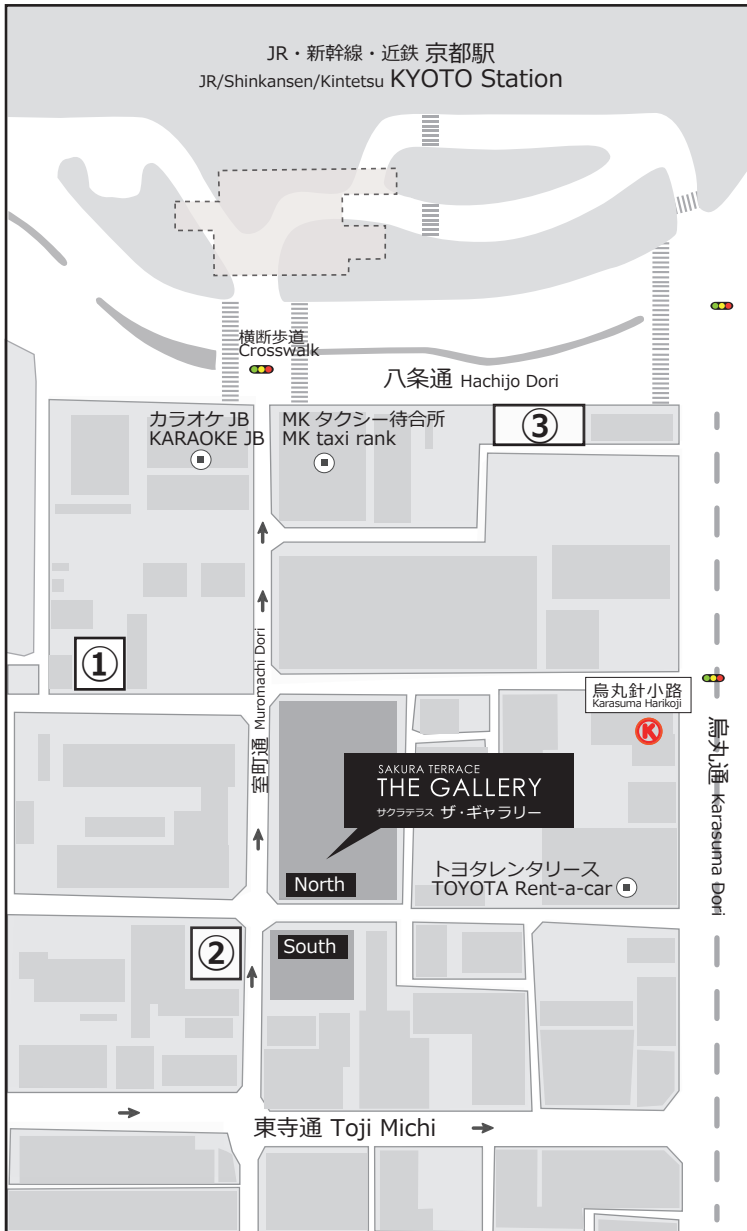 JR・新幹線・近鉄 京都駅
JR/Shinkansen/Kintetsu KYOTO Station
横断歩道
Crosswalk
八条通 Hachijo Dori
カラオケ JB
KARAOKE JB
MK タクシー待合所
MK taxi rank
③
①
室町通 Muromachi Dori
烏丸針小路
Karasuma Harikoji
K
烏丸通 Karasuma Dori
SAKURA TERRACE
THE GALLERY
サクラテラス ザ・ギャラリー
North
トヨタレンタリース
TOYOTA Rent-a-car
②
South
東寺通 Toji Michi